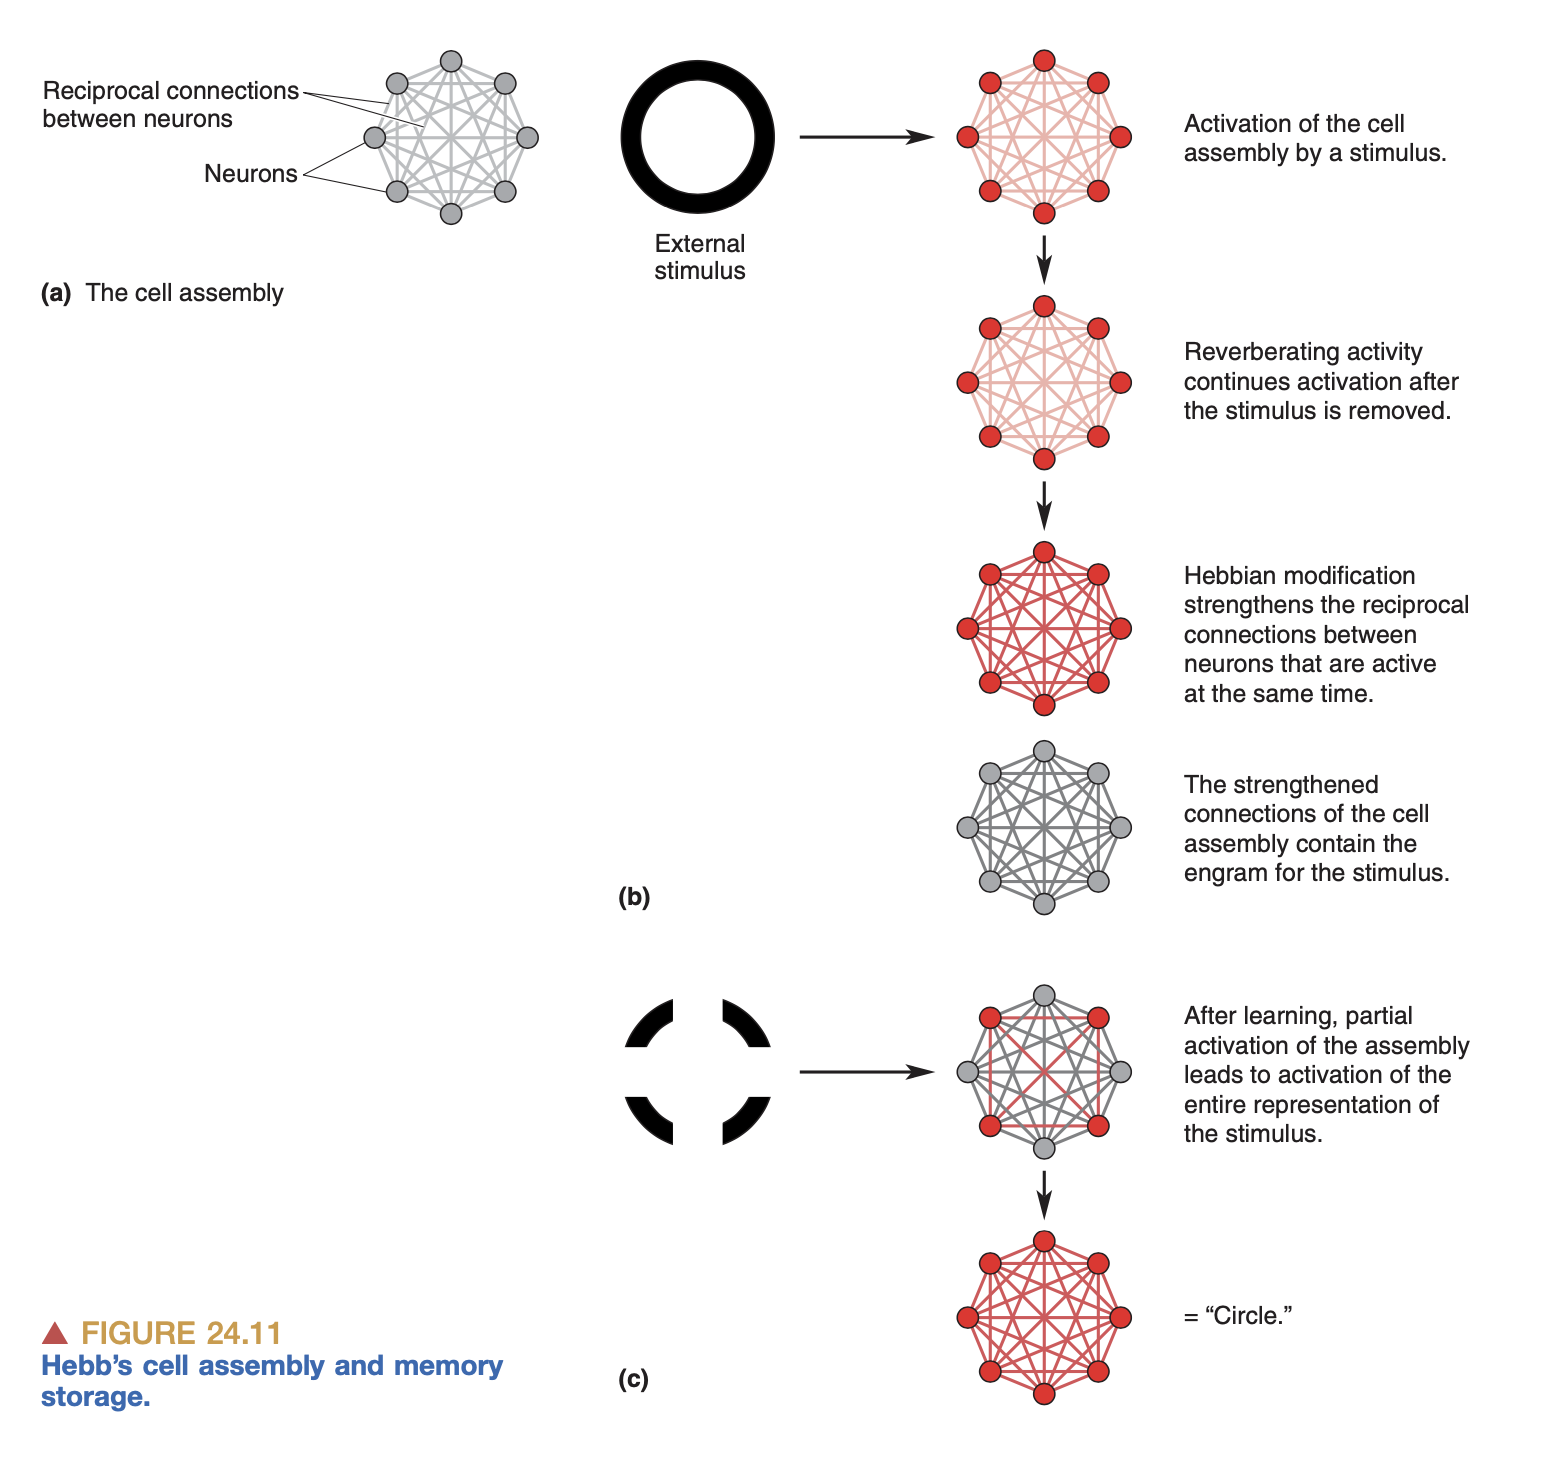 Reciprocal connections
between neurons
Neurons
(a) The cell assembly
External
stimulus
Activation of the cell
assembly by a stimulus.
Reverberating activity
continues activation after
the stimulus is removed.
Hebbian modification
strengthens the reciprocal
connections between
neurons that are active
at the same time.
The strengthened
connections of the cell
assembly contain the
engram for the stimulus.
(b)
After learning, partial
activation of the assembly
leads to activation of the
entire representation of
the stimulus.
= “Circle.”
(c)
▲ FIGURE 24.11
Hebb’s cell assembly and memory
storage.